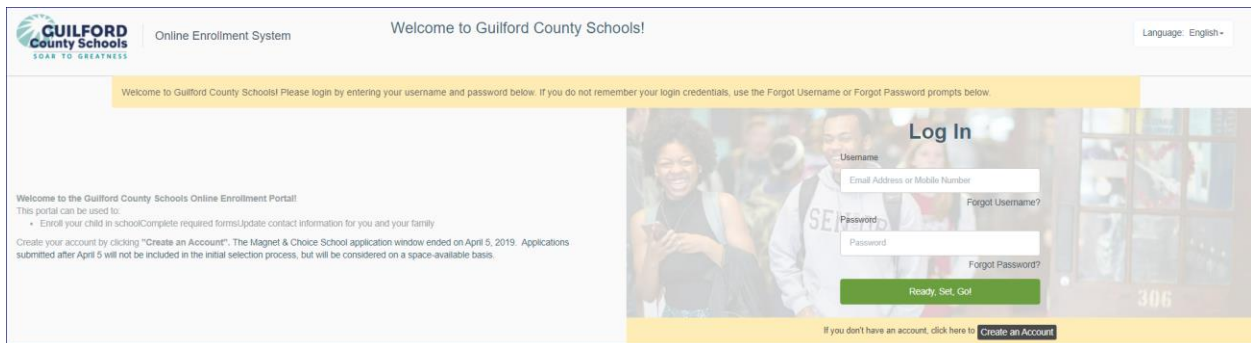 GUILFORD
County Schools
SOAR TO GREATNESS
Online Enrollment System
Welcome to Guilford County Schools!
Language: English
Welcome to Guilford County Schools! Please login by entering your username and password below. If you do not remember your login credentials, use the Forgot Username or Forgot Password prompts below.
Welcome to the Guilford County Schools Online Enrollment Portal!
This portal can be used to:
• Enroll your child in schoolComplete required formsUpdate contact information for you and your family.
Create your account by clicking "Create an Account". The Magnet & Choice School application window ended on April 5, 2019. Applications
submitted after April 5 will not be included in the initial selection process, but will be considered on a space-available basis.
Log In
Username
Email Address or Mobile Number
Forgot Username?
Password
Password
Forgot Password?
Ready, Set, Go!
306
If you don't have an account, click here to Create an Account